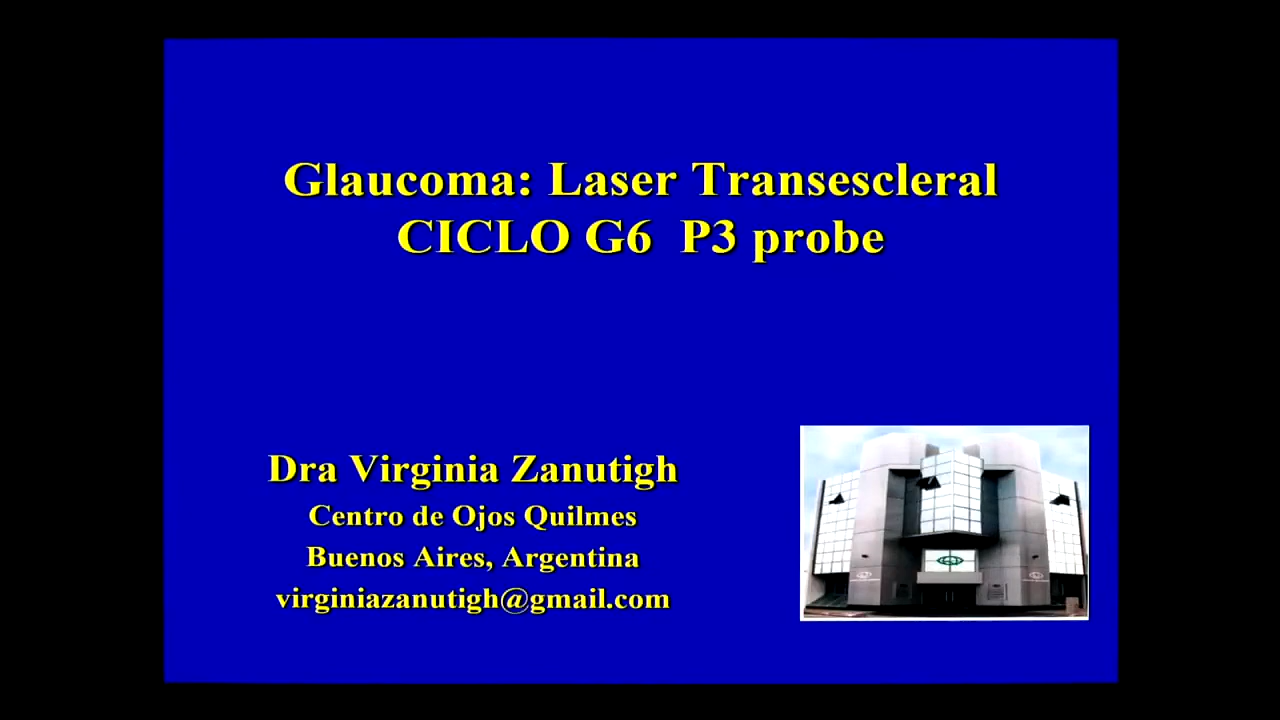 Glaucoma: Laser Transescleral
CICLO G6 P3 probe
Dra Virginia Zanutigh
Centro de Ojos Quilmes
Buenos Aires, Argentina
virginiazanutigh@gmail.com